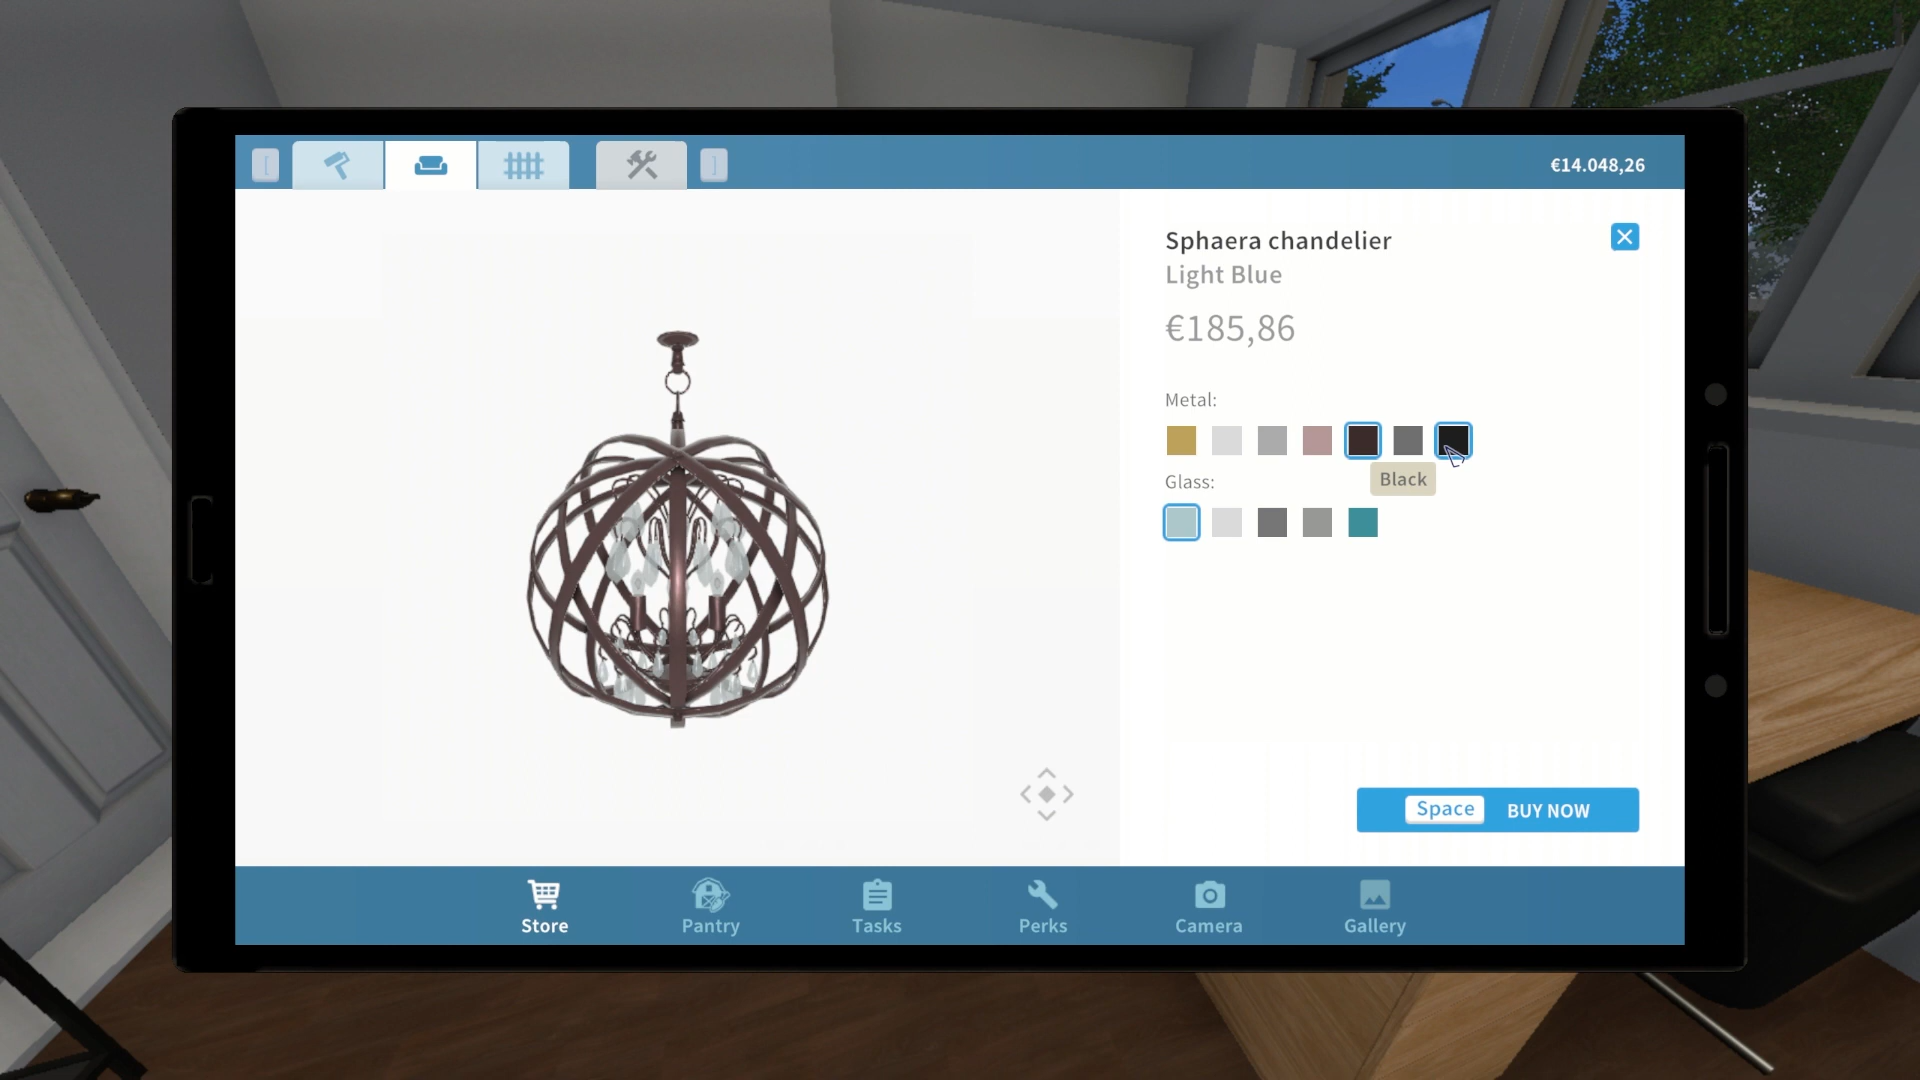 [
]
€14.048,26
Sphaera chandelier
Light Blue
€185,86
Metal:
Black
Glass:
Space BUY NOW
Store Pantry Tasks Perks Camera Gallery